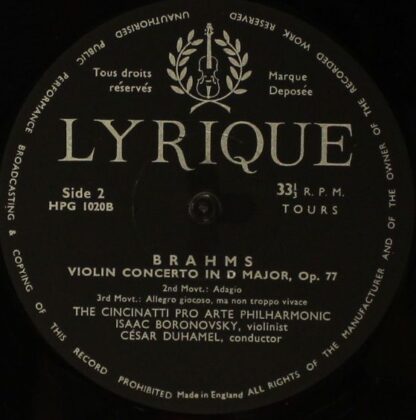 ALL RIGHTS OF THE MANUFACTURER AND OF THE OWNER OF THE RECORDED WORK RESERVED
UNAUTHORISED PUBLIC PERFORMANCE BROADCASTING & COPYING OF THIS RECORD PROHIBITED
Tous droits
réservés
Marque
Deposée
LYRIQUE
Side 2
HPG 1020B
33⅓ R. P. M.
TOURS
BRAHMS
VIOLIN CONCERTO IN D MAJOR, Op. 77
2nd Movt.: Adagio
3rd Movt.: Allegro giocoso, ma non troppo vivace
THE CINCINATTI PRO ARTE PHILHARMONIC
ISAAC BORONOVSKY, violinist
CÉSAR DUHAMEL, conductor
Made in England